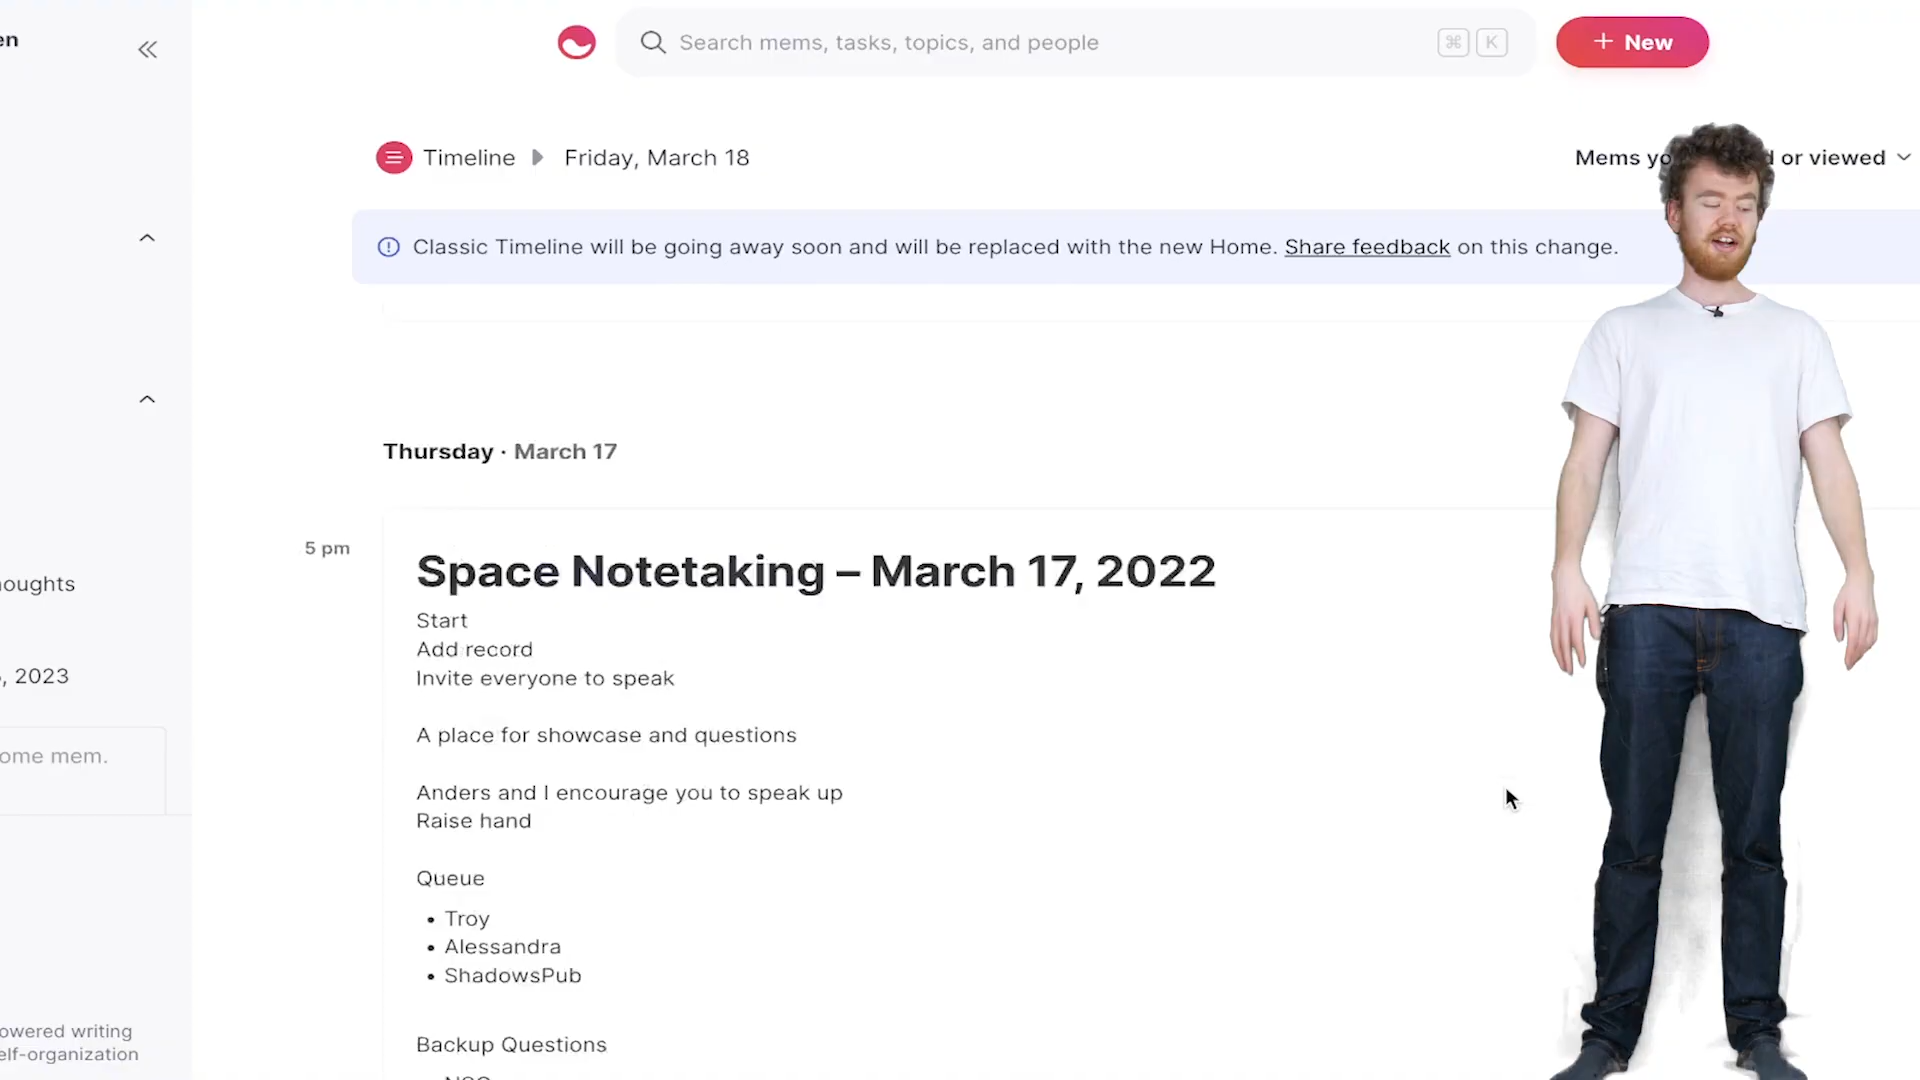 en
Search mems, tasks, topics, and people
⌘ K
+ New
Timeline Friday, March 18
Mems yo d or viewed
Classic Timeline will be going away soon and will be replaced with the new Home. Share feedback on this change.
Thursday · March 17
5 pm
Space Notetaking – March 17, 2022
Start
Add record
Invite everyone to speak
A place for showcase and questions
Anders and I encourage you to speak up
Raise hand
Queue
• Troy
• Alessandra
• ShadowsPub
Backup Questions
houghts
, 2023
ome mem.
owered writing
elf-organization